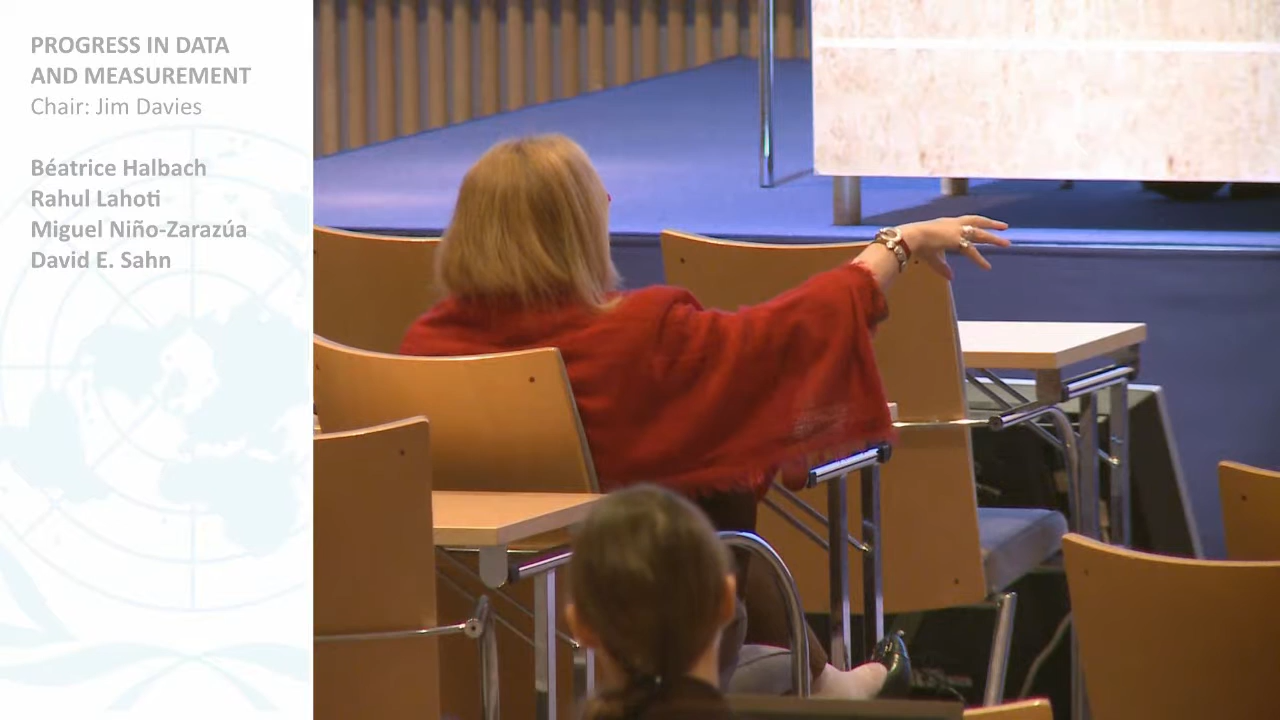 PROGRESS IN DATA
AND MEASUREMENT
Chair: Jim Davies
Béatrice Halbach
Rahul Lahoti
Miguel Niño-Zarazúa
David E. Sahn